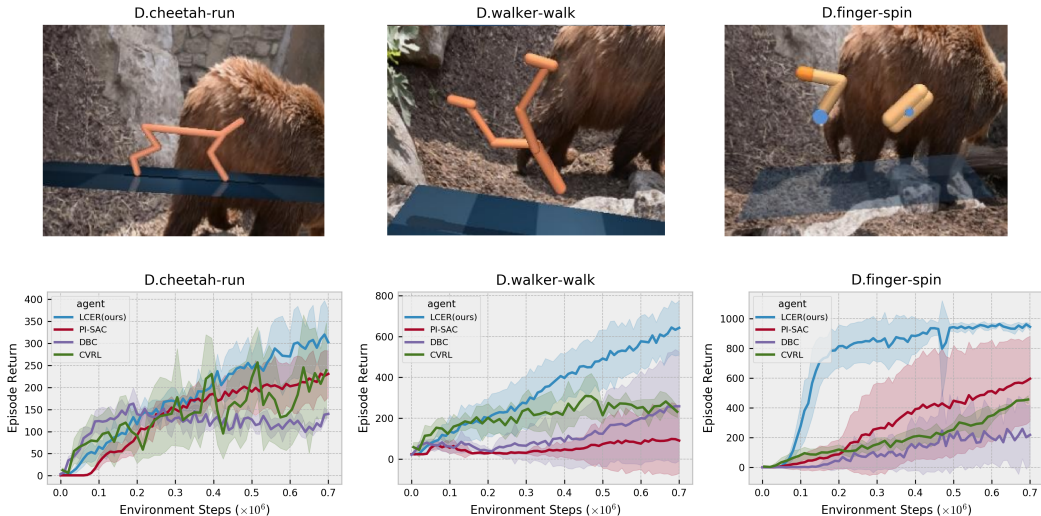 D.cheetah-run
D.walker-walk
D.finger-spin
D.cheetah-run
400
350
300
250
200
150
100
50
0
0.0 0.1 0.2 0.3 0.4 0.5 0.6 0.7
Episode Return
Environment Steps (×10⁶)
agent
LCER(ours)
PI-SAC
DBC
CVRL
D.walker-walk
800
600
400
200
0
0.0 0.1 0.2 0.3 0.4 0.5 0.6 0.7
Episode Return
Environment Steps (×10⁶)
agent
LCER(ours)
PI-SAC
DBC
CVRL
D.finger-spin
1000
800
600
400
200
0
0.0 0.1 0.2 0.3 0.4 0.5 0.6 0.7
Episode Return
Environment Steps (×10⁶)
agent
LCER(ours)
PI-SAC
DBC
CVRL